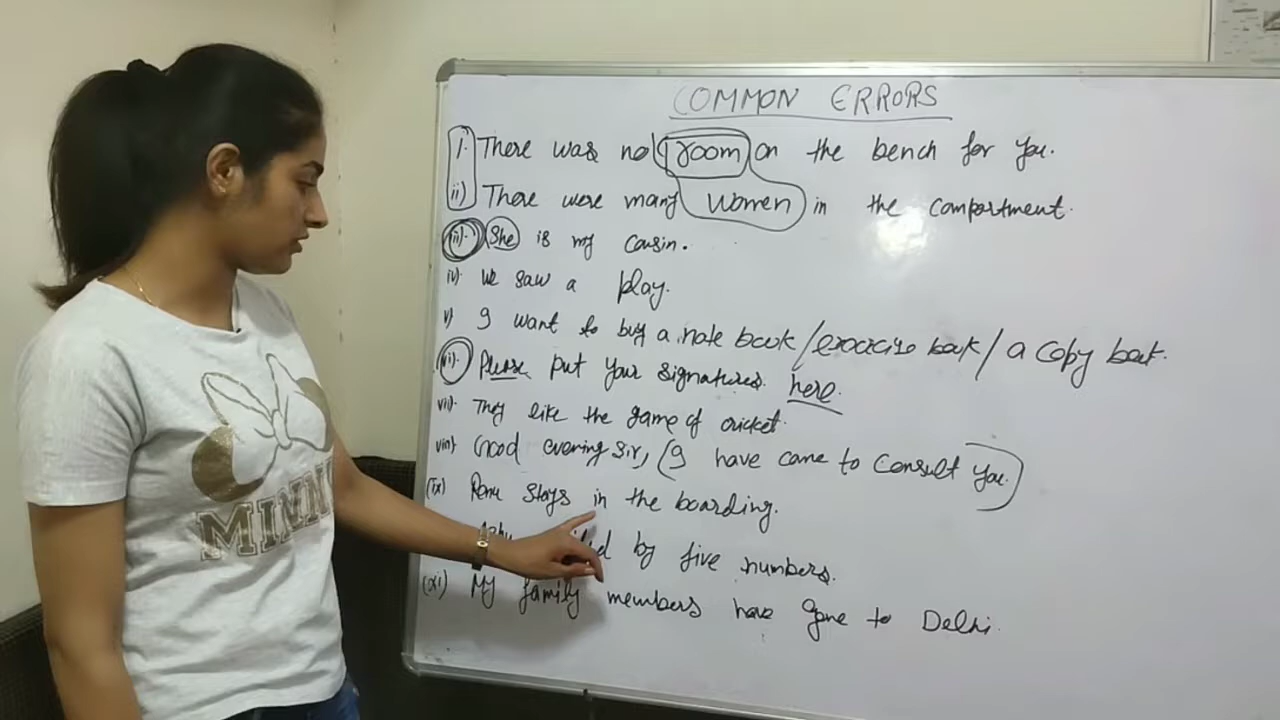 COMMON ERRORS
1. There was no room on the bench for you.
ii) There were many women in the compartment.
iii). She is my cousin.
iv. We saw a play.
v) I want to buy a note book/exercise book/a copy book.
vi). Please put your signatures here.
vii). They like the game of cricket.
viii) Good evening Sir, (I have come to consult you.)
(ix) Renu stays in the boarding.
by five numbers.
(xi) My family members have gone to Delhi.
MINNI